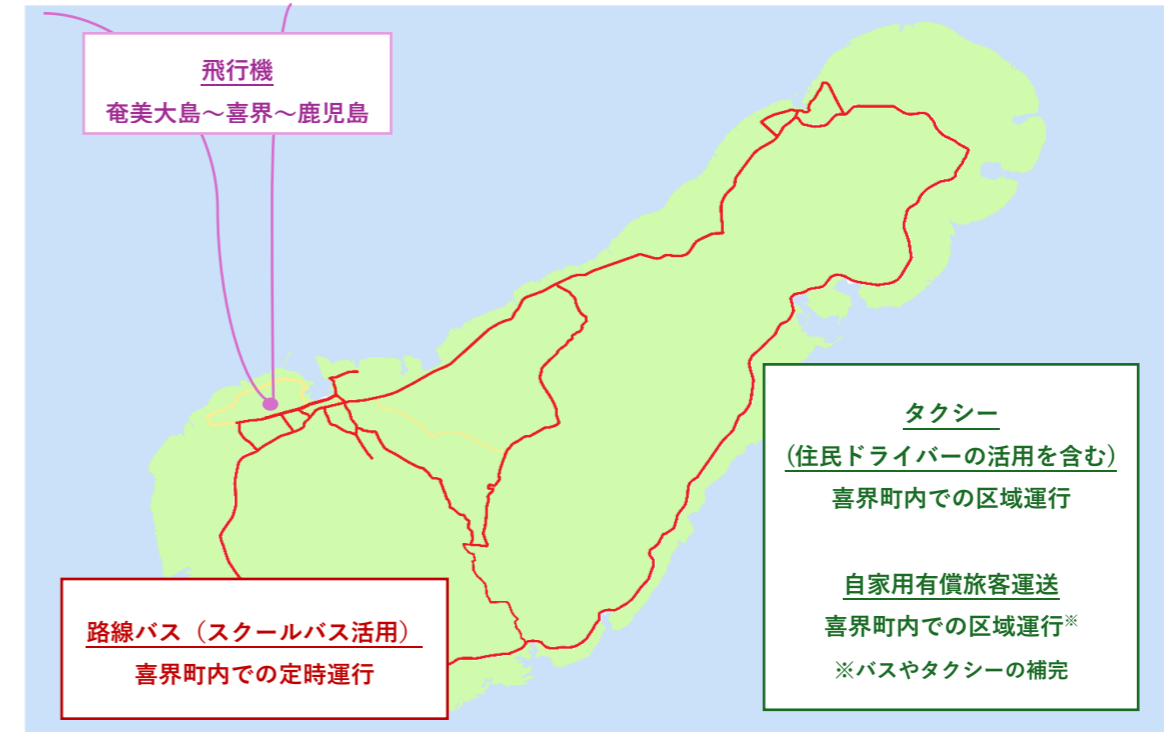 飛行機
奄美大島～喜界～鹿児島
タクシー
(住民ドライバーの活用を含む)
喜界町内での区域運行
自家用有償旅客運送
喜界町内での区域運行※
※バスやタクシーの補完
路線バス（スクールバス活用）
喜界町内での定時運行